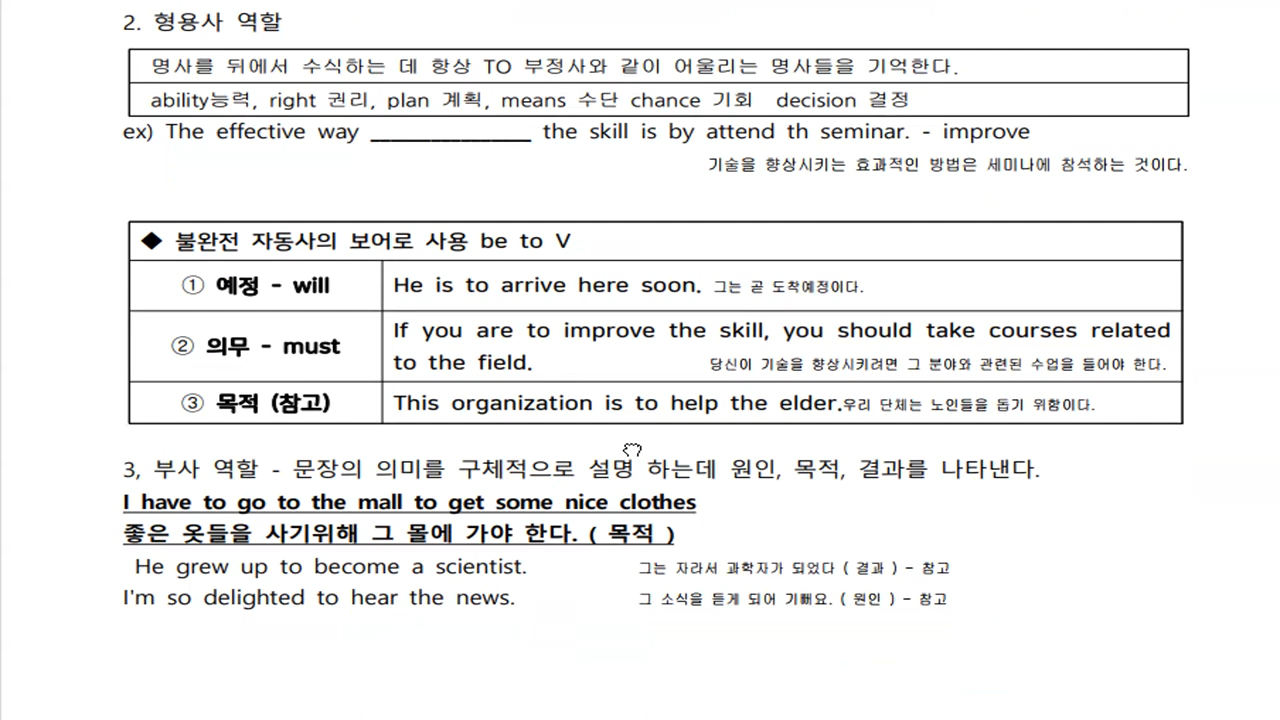 2. 형용사 역할
명사를 뒤에서 수식하는 데 항상 TO 부정사와 같이 어울리는 명사들을 기억한다.
ability능력, right 권리, plan 계획, means 수단 chance 기회 decision 결정
ex) The effective way ______________ the skill is by attend th seminar. - improve
기술을 향상시키는 효과적인 방법은 세미나에 참석하는 것이다.
◆ 불완전 자동사의 보어로 사용 be to V
① 예정 - will
He is to arrive here soon. 그는 곧 도착예정이다.
② 의무 - must
If you are to improve the skill, you should take courses related
to the field. 당신이 기술을 향상시키려면 그 분야와 관련된 수업을 들어야 한다.
③ 목적 (참고)
This organization is to help the elder.우리 단체는 노인들을 돕기 위함이다.
3, 부사 역할 - 문장의 의미를 구체적으로 설명 하는데 원인, 목적, 결과를 나타낸다.
I have to go to the mall to get some nice clothes
좋은 옷들을 사기위해 그 몰에 가야 한다. ( 목적 )
He grew up to become a scientist. 그는 자라서 과학자가 되었다 ( 결과 ) - 참고
I'm so delighted to hear the news. 그 소식을 듣게 되어 기뻐요. ( 원인 ) - 참고